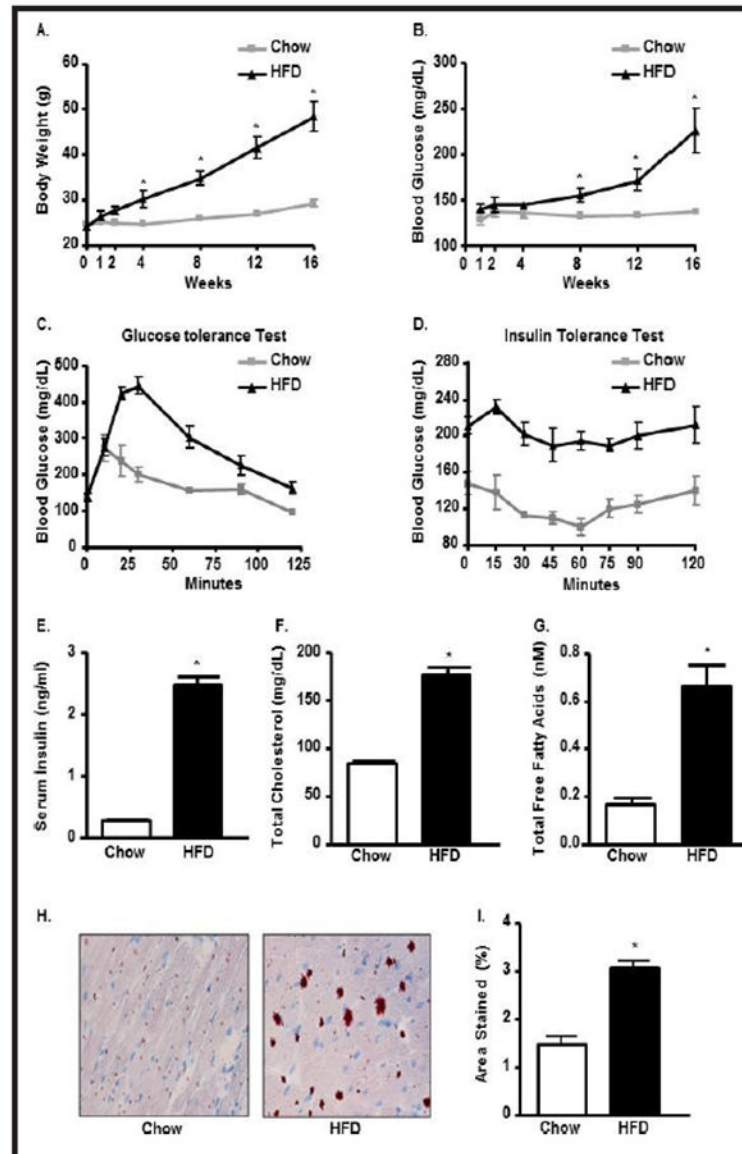 A.
Chow
HFD
Body Weight (g)
60
50
40
30
20
*
*
*
*
0 1 2 4 8 12 16
Weeks
B.
Chow
HFD
Blood Glucose (mg/dL)
300
250
200
150
100
*
*
*
0 1 2 4 8 12 16
Weeks
C.
Glucose tolerance Test
Chow
HFD
Blood Glucose (mg/dL)
500
400
300
200
100
0
0 25 50 75 100 125
Minutes
D.
Insulin Tolerance Test
Chow
HFD
Blood Glucose (mg/dL)
280
240
200
160
120
80
0 15 30 45 60 75 90 120
Minutes
E.
Serum Insulin (ng/ml)
3
2
1
0
*
Chow HFD
F.
Total Cholesterol (mg/dL)
200
150
100
50
0
*
Chow HFD
G.
Total Free Fatty Acids (nM)
0.8
0.6
0.4
0.2
0.0
*
Chow HFD
H.
Chow HFD
I.
Area Stained (%)
4
3
2
1
0
*
Chow HFD